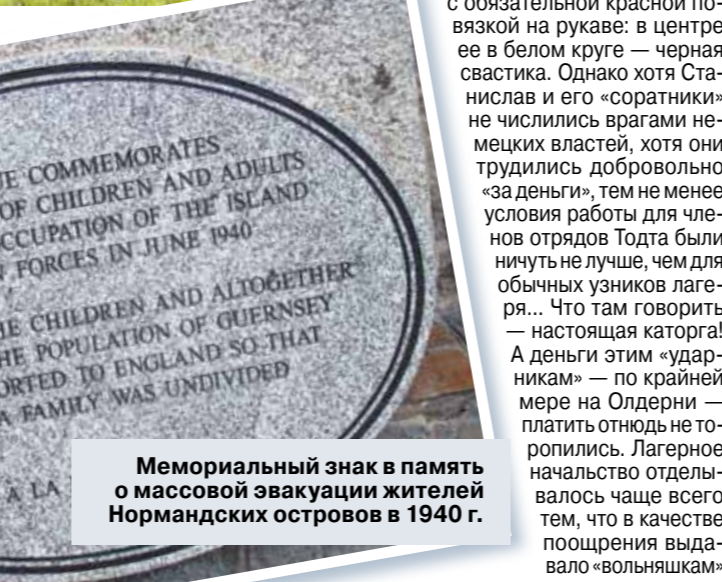 UE COMMEMORATES
OF CHILDREN AND ADULTS
CCUPATION OF THE ISLAND
N FORCES IN JUNE 1940
HE CHILDREN AND ALTOGETHER
HE POPULATION OF GUERNSEY
ORTED TO ENGLAND SO THAT
A FAMILY WAS UNDIVIDED
A LA
Мемориальный знак в память
о массовой эвакуации жителей
Нормандских островов в 1940 г.
с обязательной красной по-
вязкой на рукаве: в центре
ее в белом круге — черная
свастика. Однако хотя Ста-
нислав и его «соратники»
не числились врагами не-
мецких властей, хотя они
трудились добровольно
«за деньги», тем не менее
условия работы для чле-
нов отрядов Тодта были
ничуть не лучше, чем для
обычных узников лаге-
ря... Что там говорить
— настоящая каторга!
А деньги этим «удар-
никам» — по крайней
мере на Олдерни —
платить отнюдь не то-
ропились. Лагерное
начальство отделы-
валось чаще всего
тем, что в качестве
поощрения выда-
вало «вольняшкам»